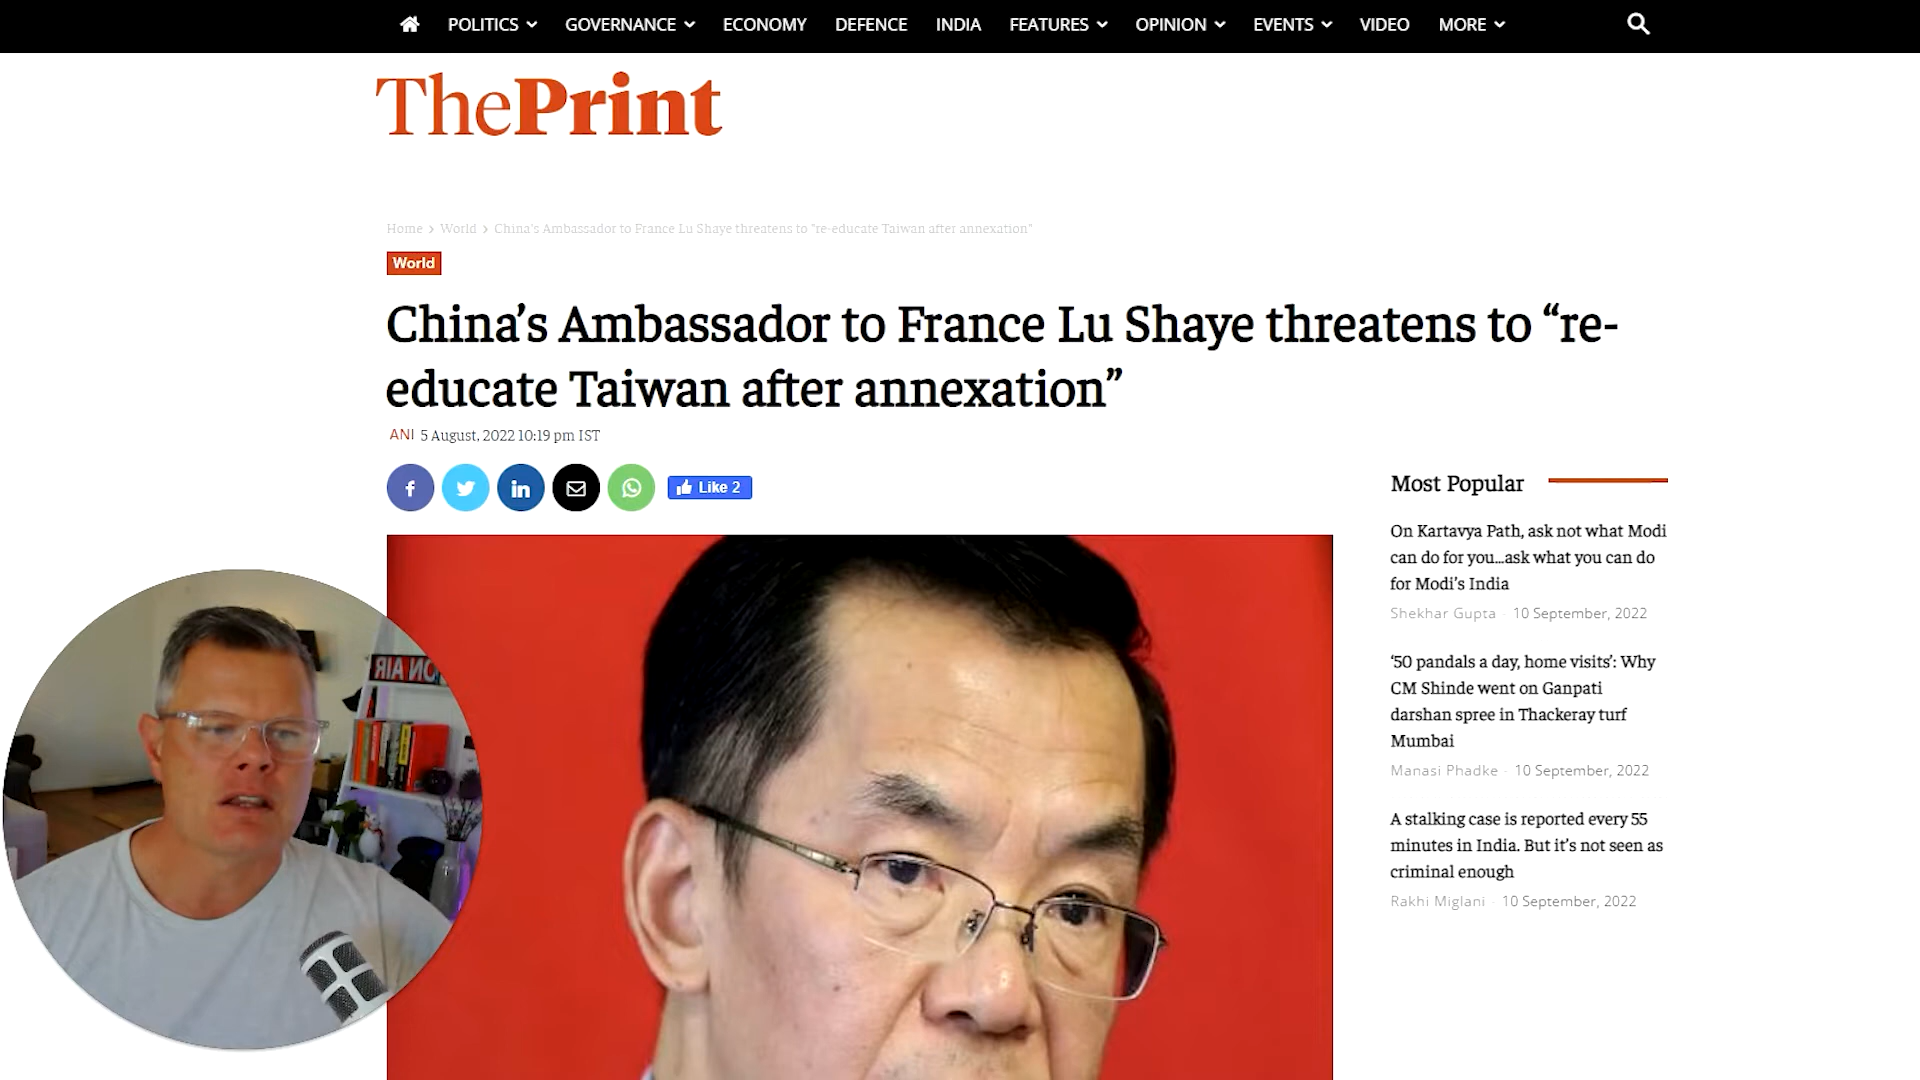 POLITICS GOVERNANCE ECONOMY DEFENCE INDIA FEATURES OPINION EVENTS VIDEO MORE
ThePrint
Home > World > China's Ambassador to France Lu Shaye threatens to "re-educate Taiwan after annexation"
World
China’s Ambassador to France Lu Shaye threatens to “re-
educate Taiwan after annexation”
ANI 5 August, 2022 10:19 pm IST
Like 2
Most Popular
On Kartavya Path, ask not what Modi
can do for you…ask what you can do
for Modi’s India
Shekhar Gupta - 10 September, 2022
‘50 pandals a day, home visits’: Why
CM Shinde went on Ganpati
darshan spree in Thackeray turf
Mumbai
Manasi Phadke - 10 September, 2022
A stalking case is reported every 55
minutes in India. But it’s not seen as
criminal enough
Rakhi Miglani - 10 September, 2022
ON AIR